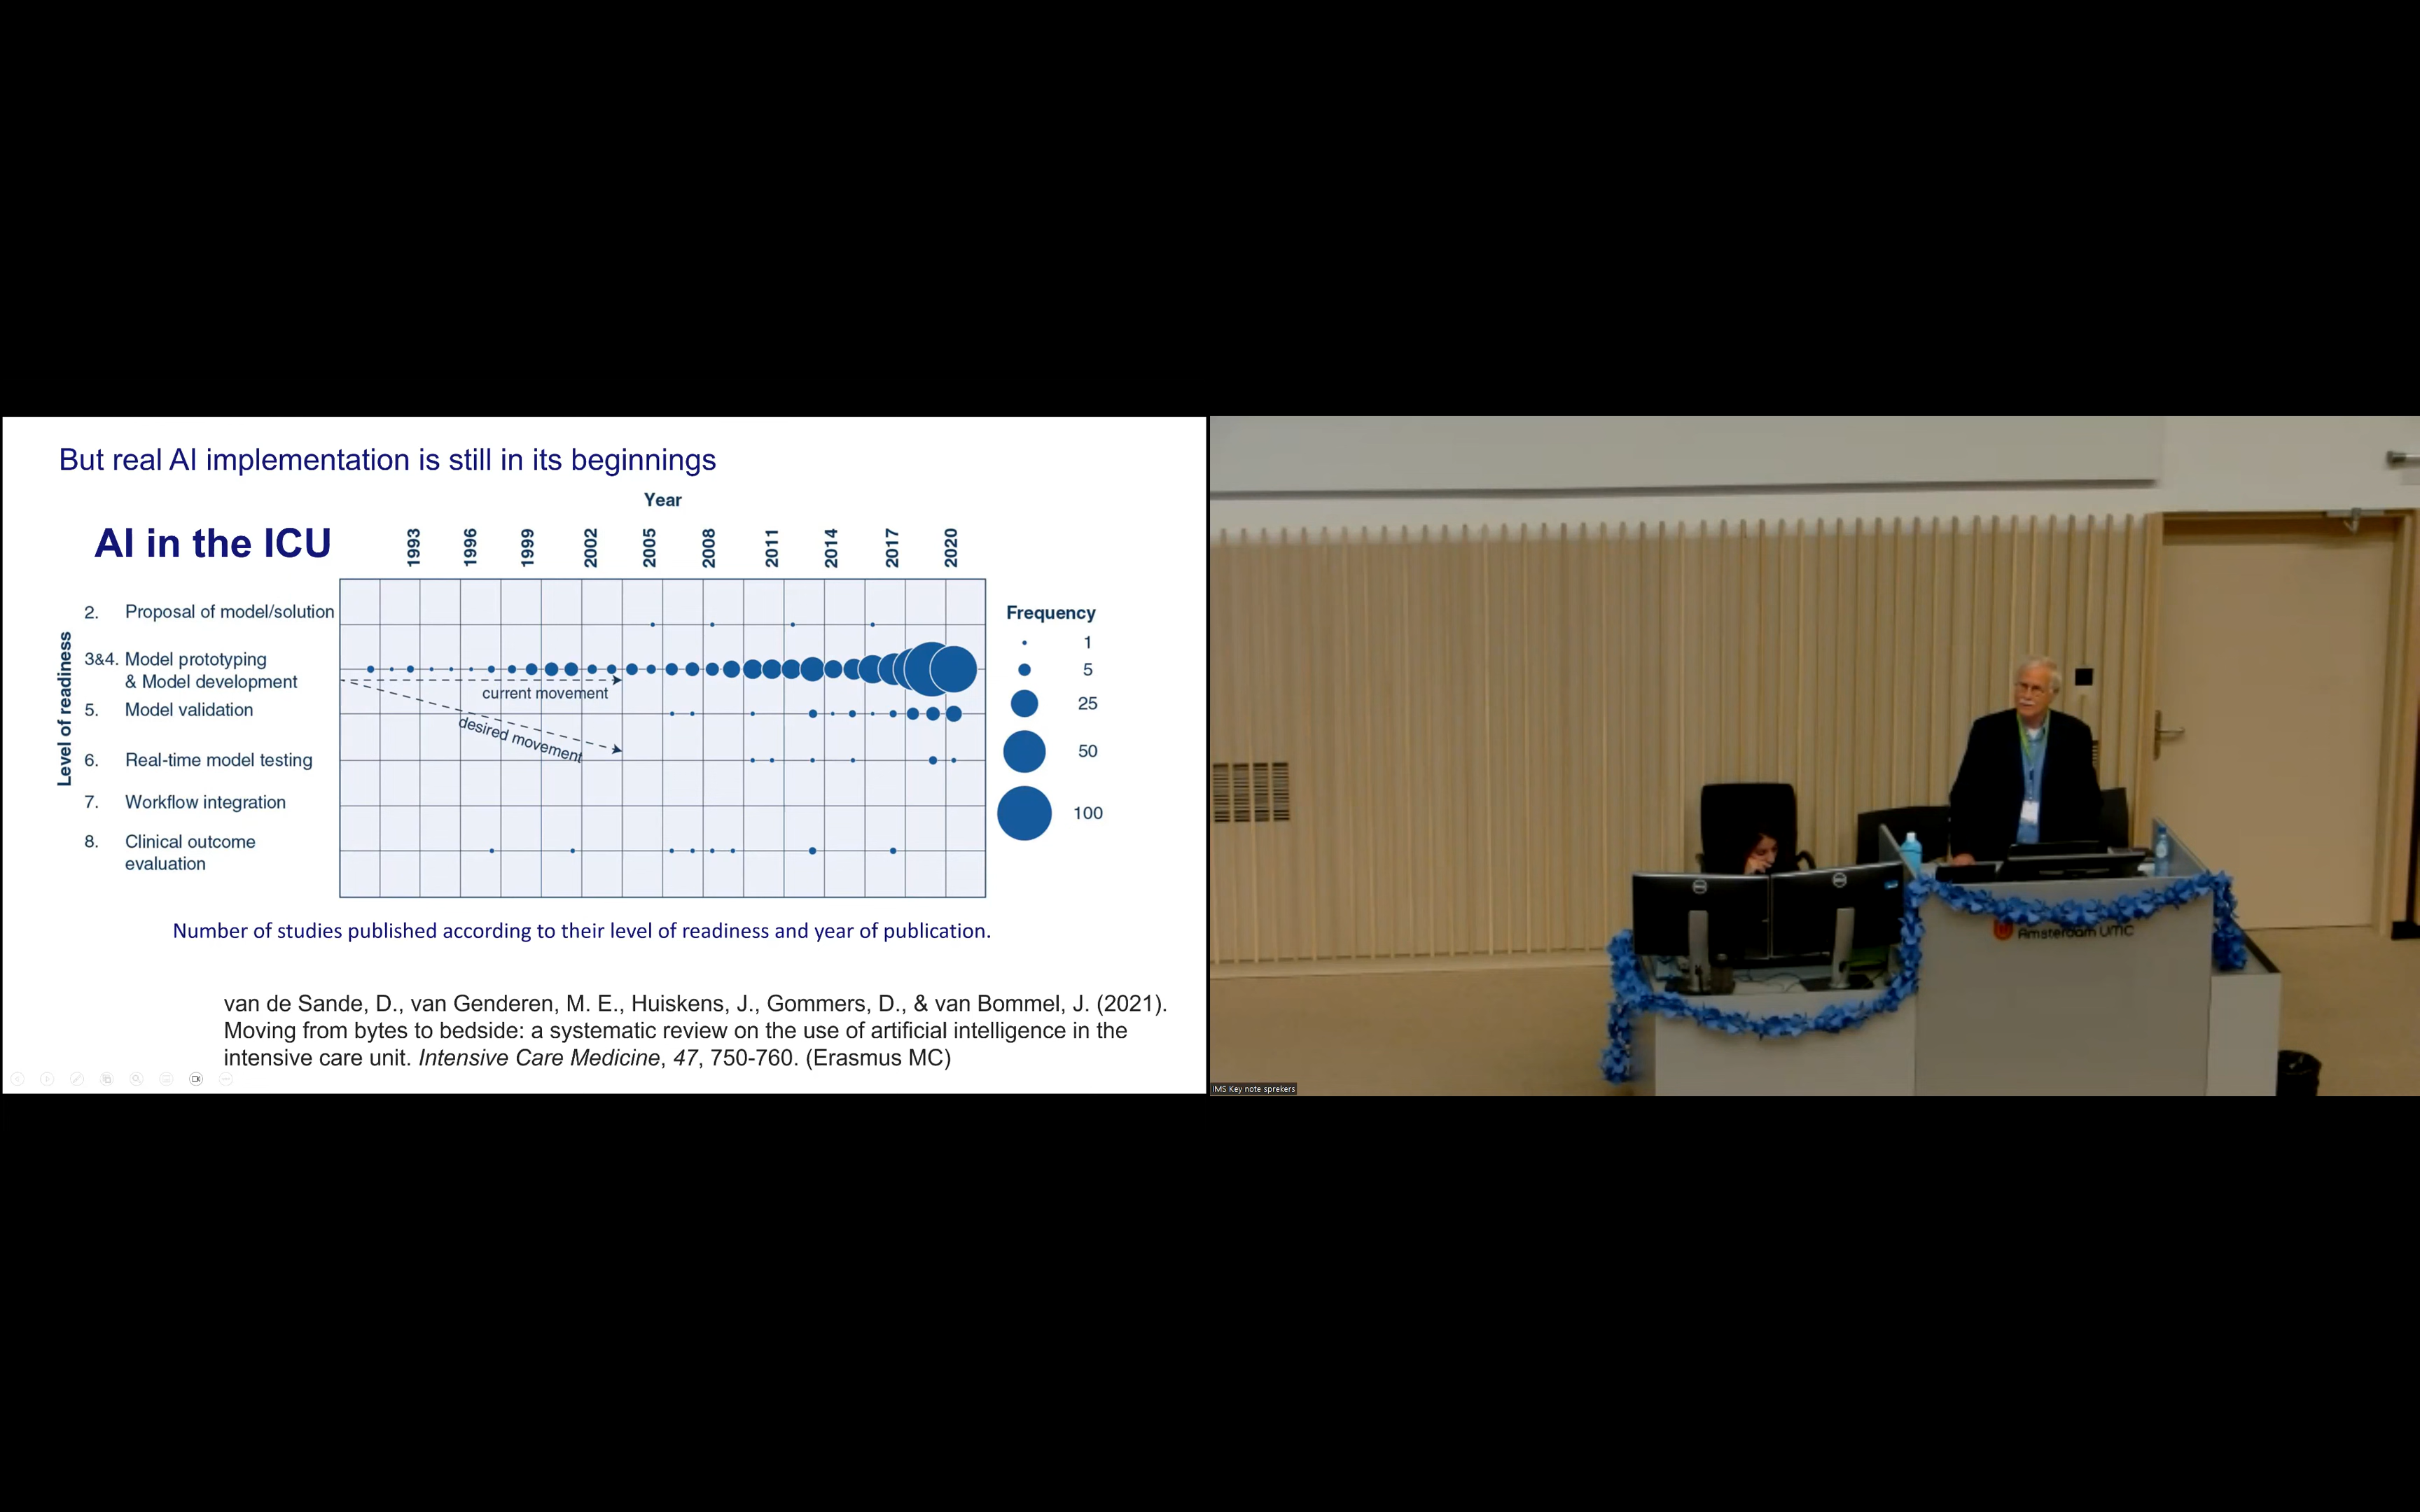 But real AI implementation is still in its beginnings
Year
AI in the ICU
1993
1996
1999
2002
2005
2008
2011
2014
2017
2020
Level of readiness
2. Proposal of model/solution
3&4. Model prototyping
& Model development
5. Model validation
6. Real-time model testing
7. Workflow integration
8. Clinical outcome
evaluation
current movement
desired movement
Frequency
1
5
25
50
100
Number of studies published according to their level of readiness and year of publication.
van de Sande, D., van Genderen, M. E., Huiskens, J., Gommers, D., & van Bommel, J. (2021).
Moving from bytes to bedside: a systematic review on the use of artificial intelligence in the
intensive care unit. Intensive Care Medicine, 47, 750-760. (Erasmus MC)
Amsterdam UMC
IMS Key note sprekers